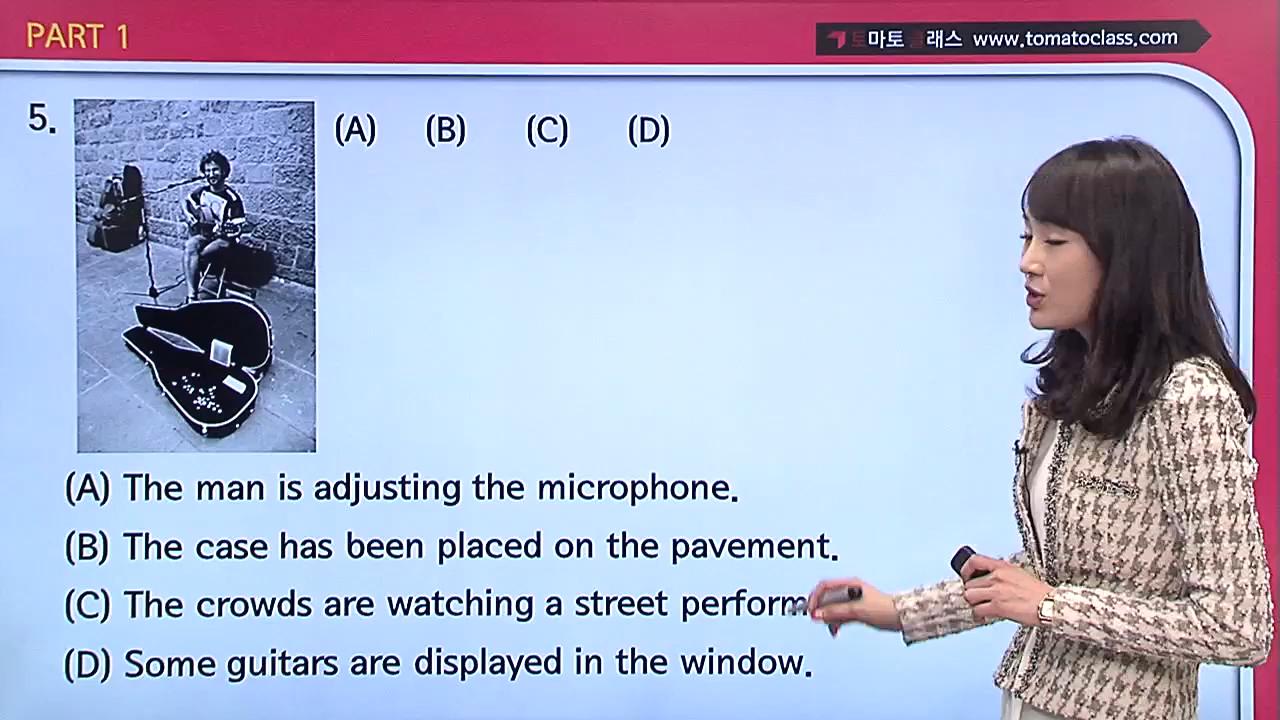 PART 1
토마토클래스 www.tomatoclass.com
5.
(A) (B) (C) (D)
(A) The man is adjusting the microphone.
(B) The case has been placed on the pavement.
(C) The crowds are watching a street perform
(D) Some guitars are displayed in the window.